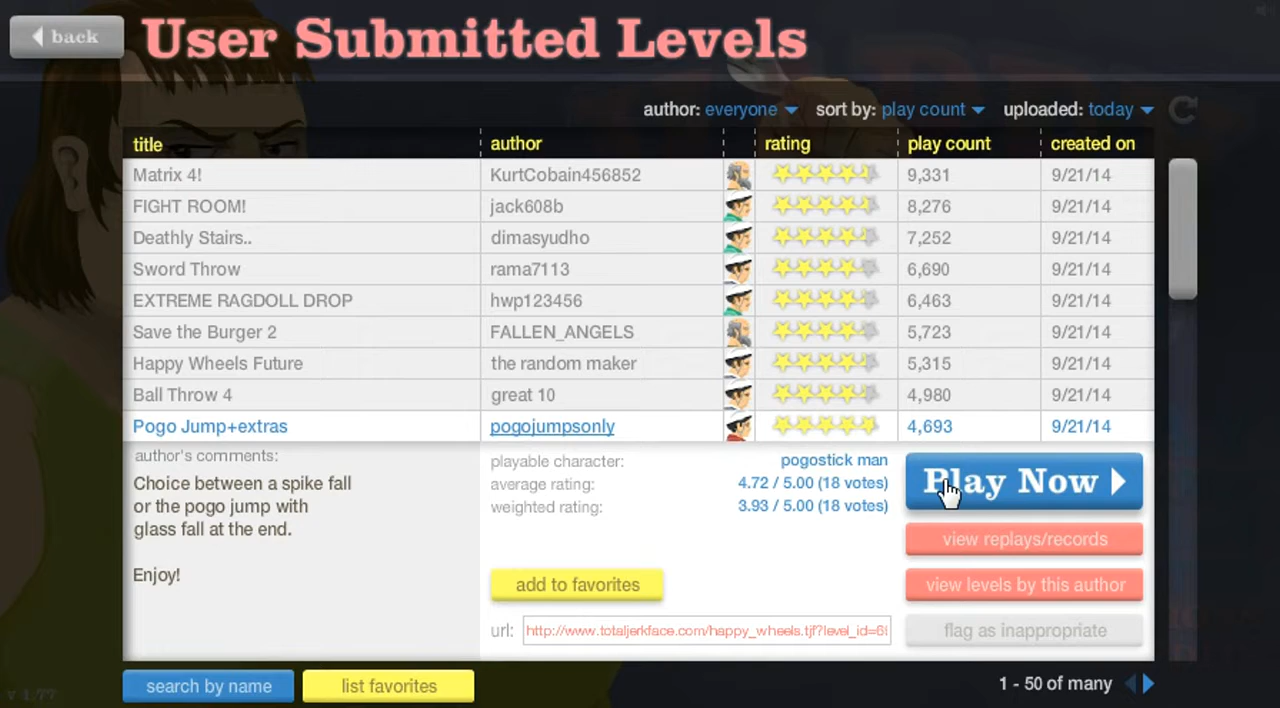 back
User Submitted Levels
author: everyone sort by: play count uploaded: today
title author rating play count created on
Matrix 4! KurtCobain456852 9,331 9/21/14
FIGHT ROOM! jack608b 8,276 9/21/14
Deathly Stairs.. dimasyudho 7,252 9/21/14
Sword Throw rama7113 6,690 9/21/14
EXTREME RAGDOLL DROP hwp123456 6,463 9/21/14
Save the Burger 2 FALLEN_ANGELS 5,723 9/21/14
Happy Wheels Future the random maker 5,315 9/21/14
Ball Throw 4 great 10 4,980 9/21/14
Pogo Jump+extras pogojumpsonly 4,693 9/21/14
author's comments:
Choice between a spike fall
or the pogo jump with
glass fall at the end.
Enjoy!
playable character: pogostick man
average rating: 4.72 / 5.00 (18 votes)
weighted rating: 3.93 / 5.00 (18 votes)
add to favorites
url: http://www.totaljerkface.com/happy_wheels.tjf?level_id=6
Play Now
view replays/records
view levels by this author
flag as inappropriate
v 1.77
search by name list favorites 1 - 50 of many